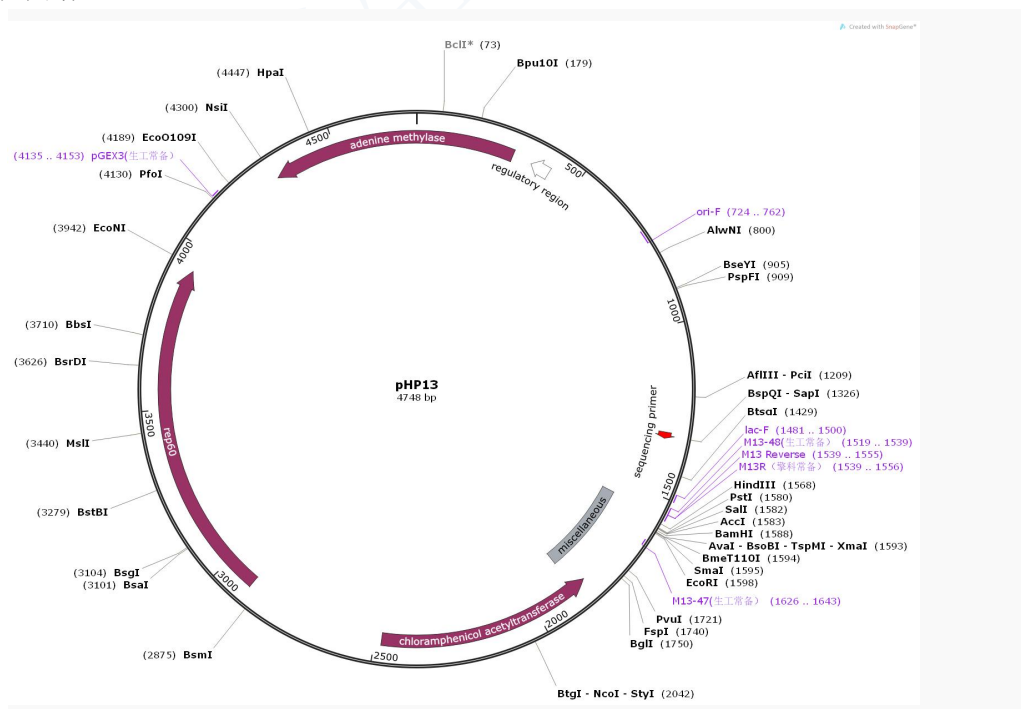 Created with SnapGene®
BclI* (73)
Bpu10I (179)
(4447) HpaI
(4300) NsiI
(4189) EcoO109I
(4135 .. 4153) pGEX3(生工常备)
(4130) PfoI
(3942) EcoNI
(3710) BbsI
(3626) BsrDI
(3440) MslI
(3279) BstBI
(3104) BsgI
(3101) BsaI
(2875) BsmI
adenine methylase
regulatory region
4500
500
4000
1000
3500
1500
3000
2000
2500
rep60
pHP13
4748 bp
sequencing primer
miscellaneous
chloramphenicol acetyltransferase
ori-F (724 .. 762)
AlwNI (800)
BseYI (905)
PspFI (909)
AflIII - PciI (1209)
BspQI - SapI (1326)
BtsαI (1429)
lac-F (1481 .. 1500)
M13-48(生工常备) (1519 .. 1539)
M13 Reverse (1539 .. 1555)
M13R(擎科常备) (1539 .. 1556)
HindIII (1568)
PstI (1580)
SalI (1582)
AccI (1583)
BamHI (1588)
AvaI - BsoBI - TspMI - XmaI (1593)
BmeT110I (1594)
SmaI (1595)
EcoRI (1598)
M13-47(生工常备) (1626 .. 1643)
PvuI (1721)
FspI (1740)
BglI (1750)
BtgI - NcoI - StyI (2042)